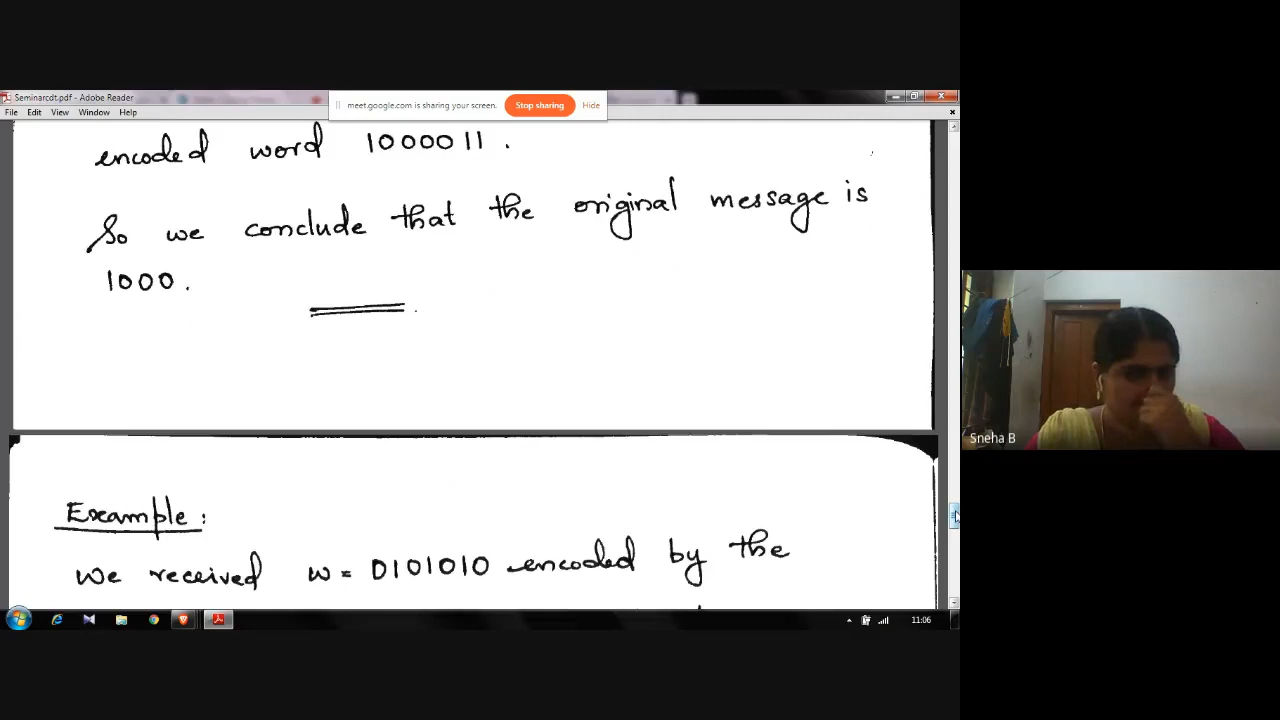 Seminarcdt.pdf - Adobe Reader
meet.google.com is sharing your screen. Stop sharing Hide
File Edit View Window Help
encoded word 1000011.
So we conclude that the original message is
1000.
Sneha B
Example:
We received w = 0101010 encoded by the
11:06